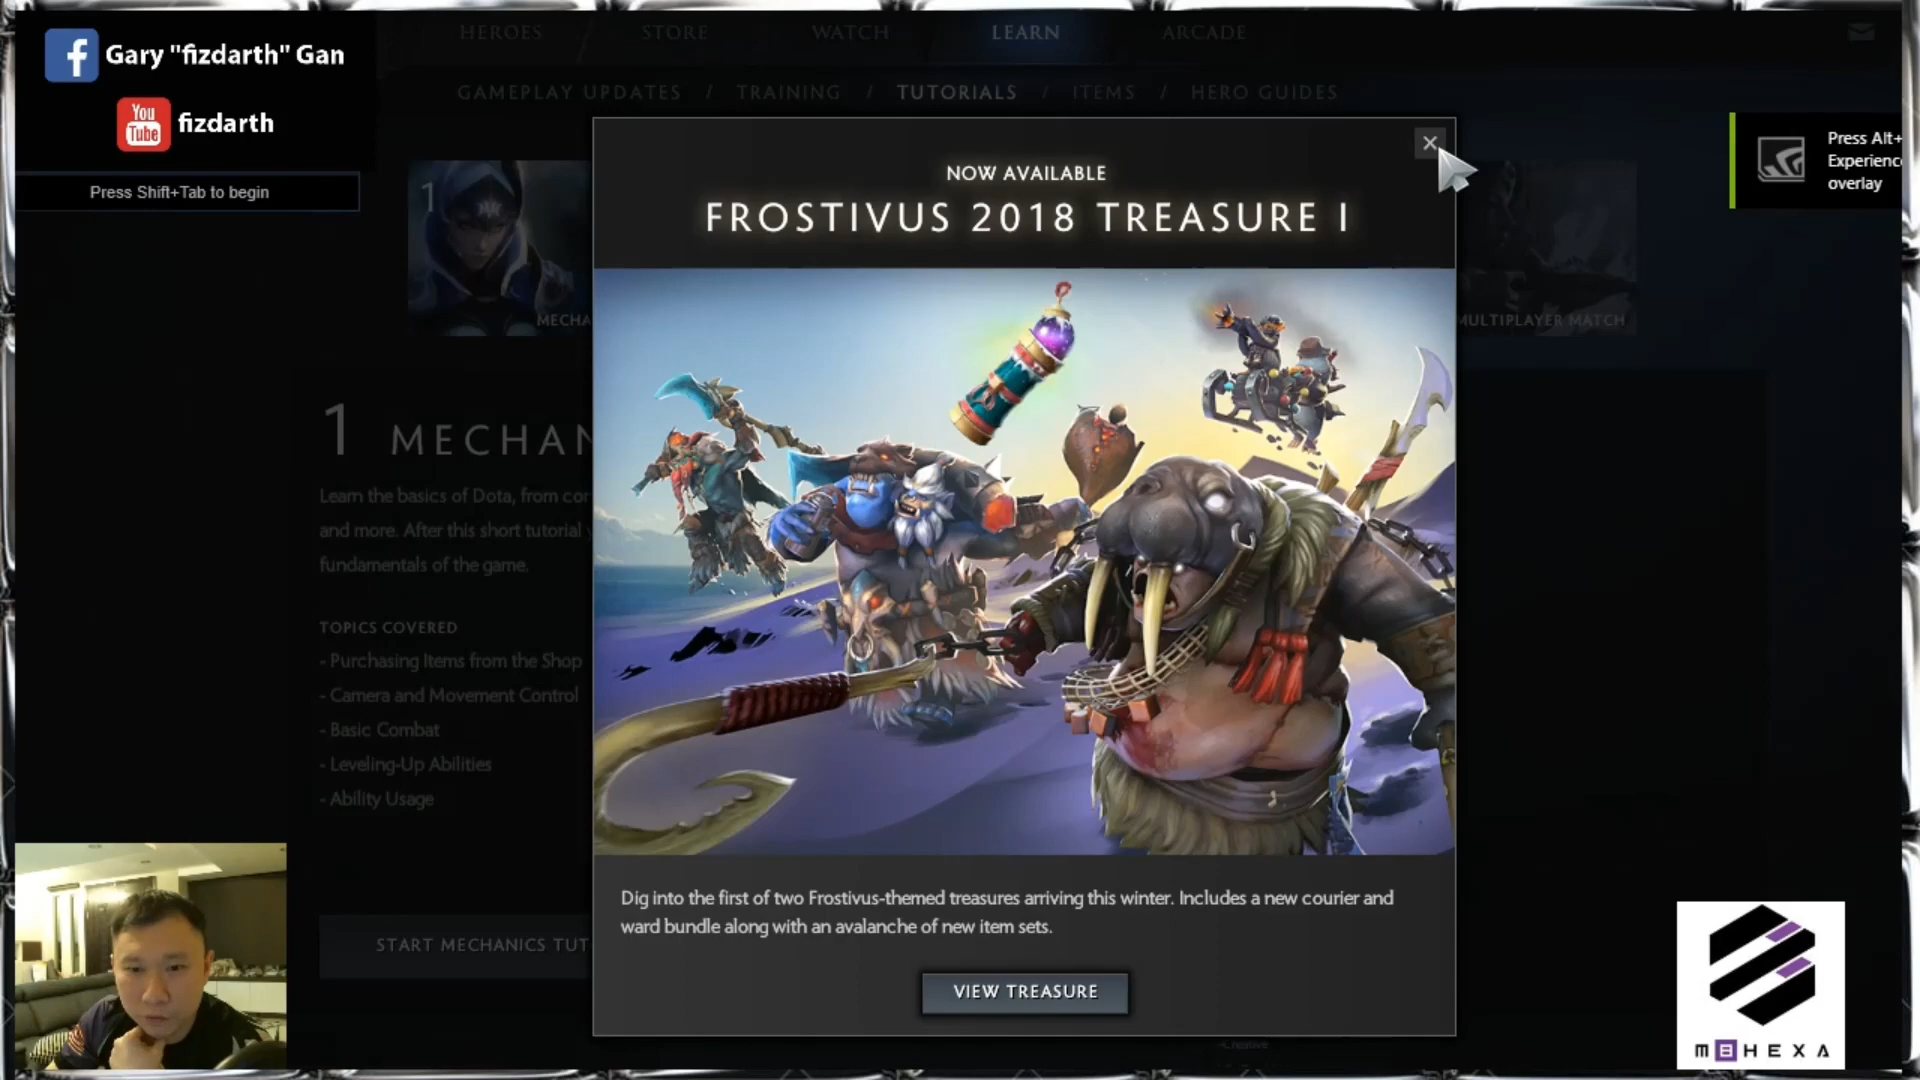 HEROES
STORE
WATCH
LEARN
ARCADE
Gary "fizdarth" Gan
You
Tube
fizdarth
GAMEPLAY UPDATES / TRAINING / TUTORIALS / ITEMS / HERO GUIDES
Press Shift+Tab to begin
Press Alt+
Experience
overlay
NOW AVAILABLE
FROSTIVUS 2018 TREASURE I
1
MECHA
MULTIPLAYER MATCH
1 MECHAN
Learn the basics of Dota, from con
and more. After this short tutorial
fundamentals of the game.
TOPICS COVERED
- Purchasing Items from the Shop
- Camera and Movement Control
- Basic Combat
- Leveling-Up Abilities
- Ability Usage
START MECHANICS TUT
Dig into the first of two Frostivus-themed treasures arriving this winter. Includes a new courier and
ward bundle along with an avalanche of new item sets.
VIEW TREASURE
M8HEXA